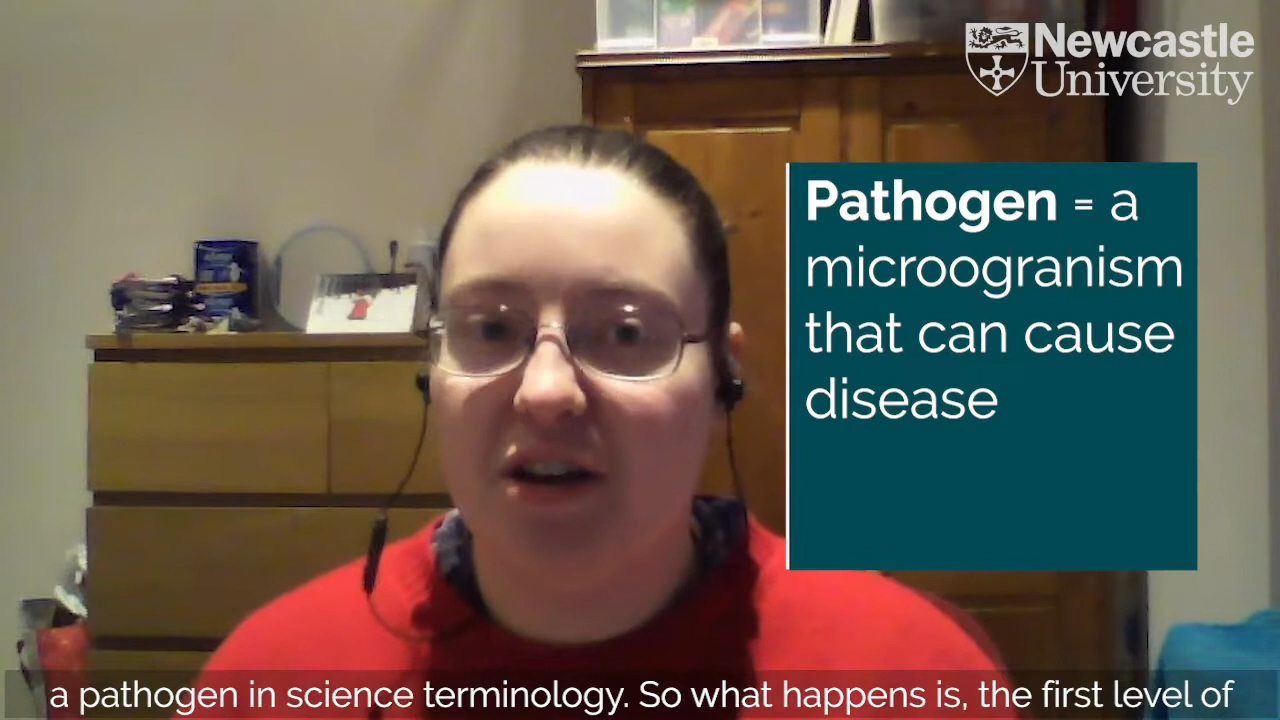 Newcastle
University
Pathogen = a
microogranism
that can cause
disease
a pathogen in science terminology. So what happens is, the first level of